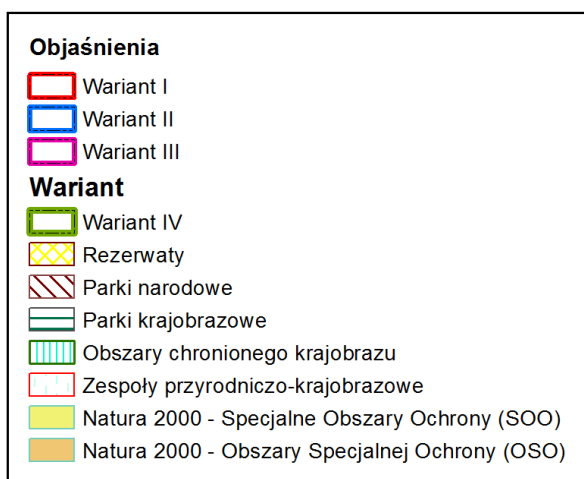 Objaśnienia
Wariant I
Wariant II
Wariant III
Wariant
Wariant IV
Rezerwaty
Parki narodowe
Parki krajobrazowe
Obszary chronionego krajobrazu
Zespoły przyrodniczo-krajobrazowe
Natura 2000 - Specjalne Obszary Ochrony (SOO)
Natura 2000 - Obszary Specjalnej Ochrony (OSO)